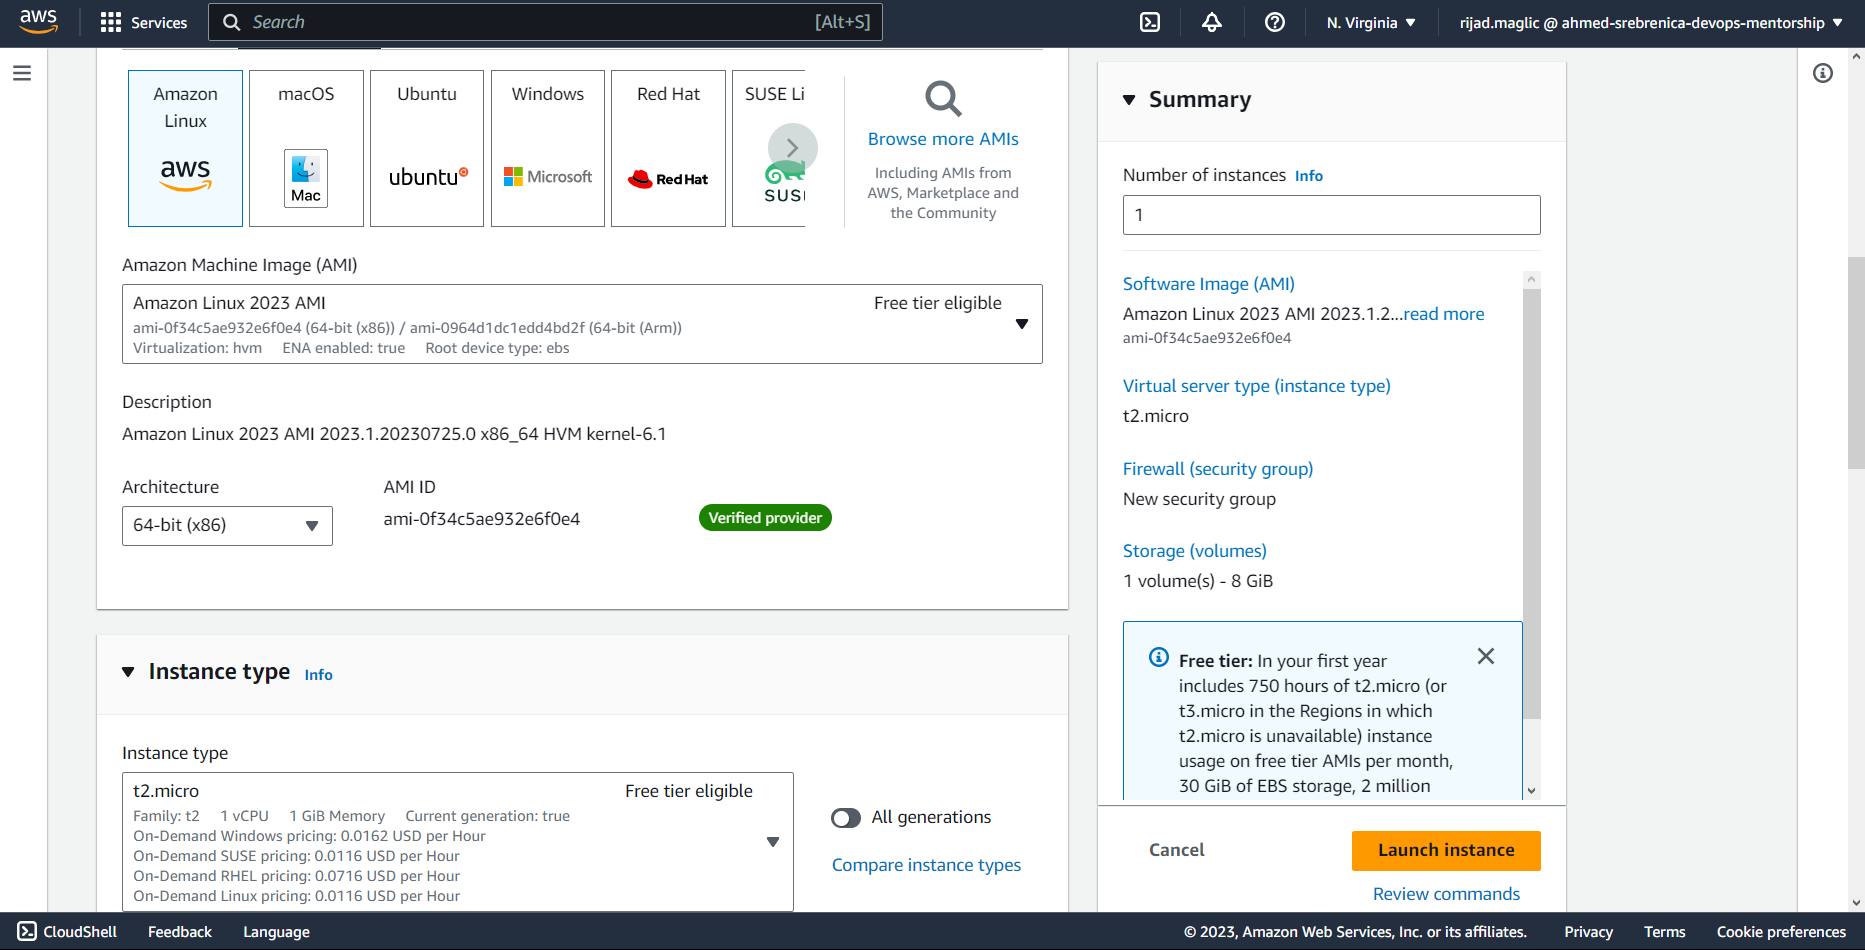 aws
Services
Search
[Alt+S]
N. Virginia
rijad.maglic @ ahmed-srebrenica-devops-mentorship
Amazon
Linux
aws
macOS
Mac
Ubuntu
ubuntu
Windows
Microsoft
Red Hat
Red Hat
SUSE Li
SUS
Browse more AMIs
Including AMIs from
AWS, Marketplace and
the Community
Amazon Machine Image (AMI)
Amazon Linux 2023 AMI
Free tier eligible
ami-0f34c5ae932e6f0e4 (64-bit (x86)) / ami-0964d1dc1edd4bd2f (64-bit (Arm))
Virtualization: hvm ENA enabled: true Root device type: ebs
Description
Amazon Linux 2023 AMI 2023.1.20230725.0 x86_64 HVM kernel-6.1
Architecture
64-bit (x86)
AMI ID
ami-0f34c5ae932e6f0e4
Verified provider
Instance type Info
Instance type
t2.micro
Free tier eligible
Family: t2 1 vCPU 1 GiB Memory Current generation: true
On-Demand Windows pricing: 0.0162 USD per Hour
On-Demand SUSE pricing: 0.0116 USD per Hour
On-Demand RHEL pricing: 0.0716 USD per Hour
On-Demand Linux pricing: 0.0116 USD per Hour
All generations
Compare instance types
Summary
Number of instances Info
1
Software Image (AMI)
Amazon Linux 2023 AMI 2023.1.2...read more
ami-0f34c5ae932e6f0e4
Virtual server type (instance type)
t2.micro
Firewall (security group)
New security group
Storage (volumes)
1 volume(s) - 8 GiB
Free tier: In your first year
includes 750 hours of t2.micro (or
t3.micro in the Regions in which
t2.micro is unavailable) instance
usage on free tier AMIs per month,
30 GiB of EBS storage, 2 million
Cancel
Launch instance
Review commands
CloudShell
Feedback
Language
© 2023, Amazon Web Services, Inc. or its affiliates.
Privacy
Terms
Cookie preferences